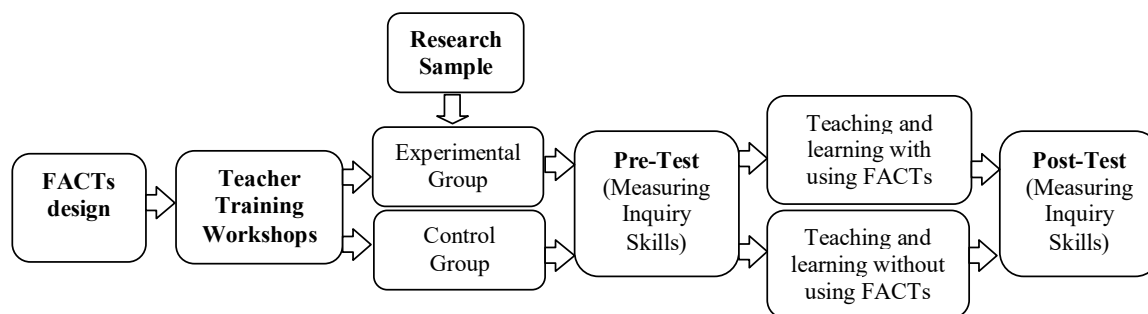 Research
Sample
FACTs
design
Teacher
Training
Workshops
Experimental
Group
Control
Group
Pre-Test
(Measuring
Inquiry
Skills)
Teaching and
learning with
using FACTs
Teaching and
learning without
using FACTs
Post-Test
(Measuring
Inquiry
Skills)